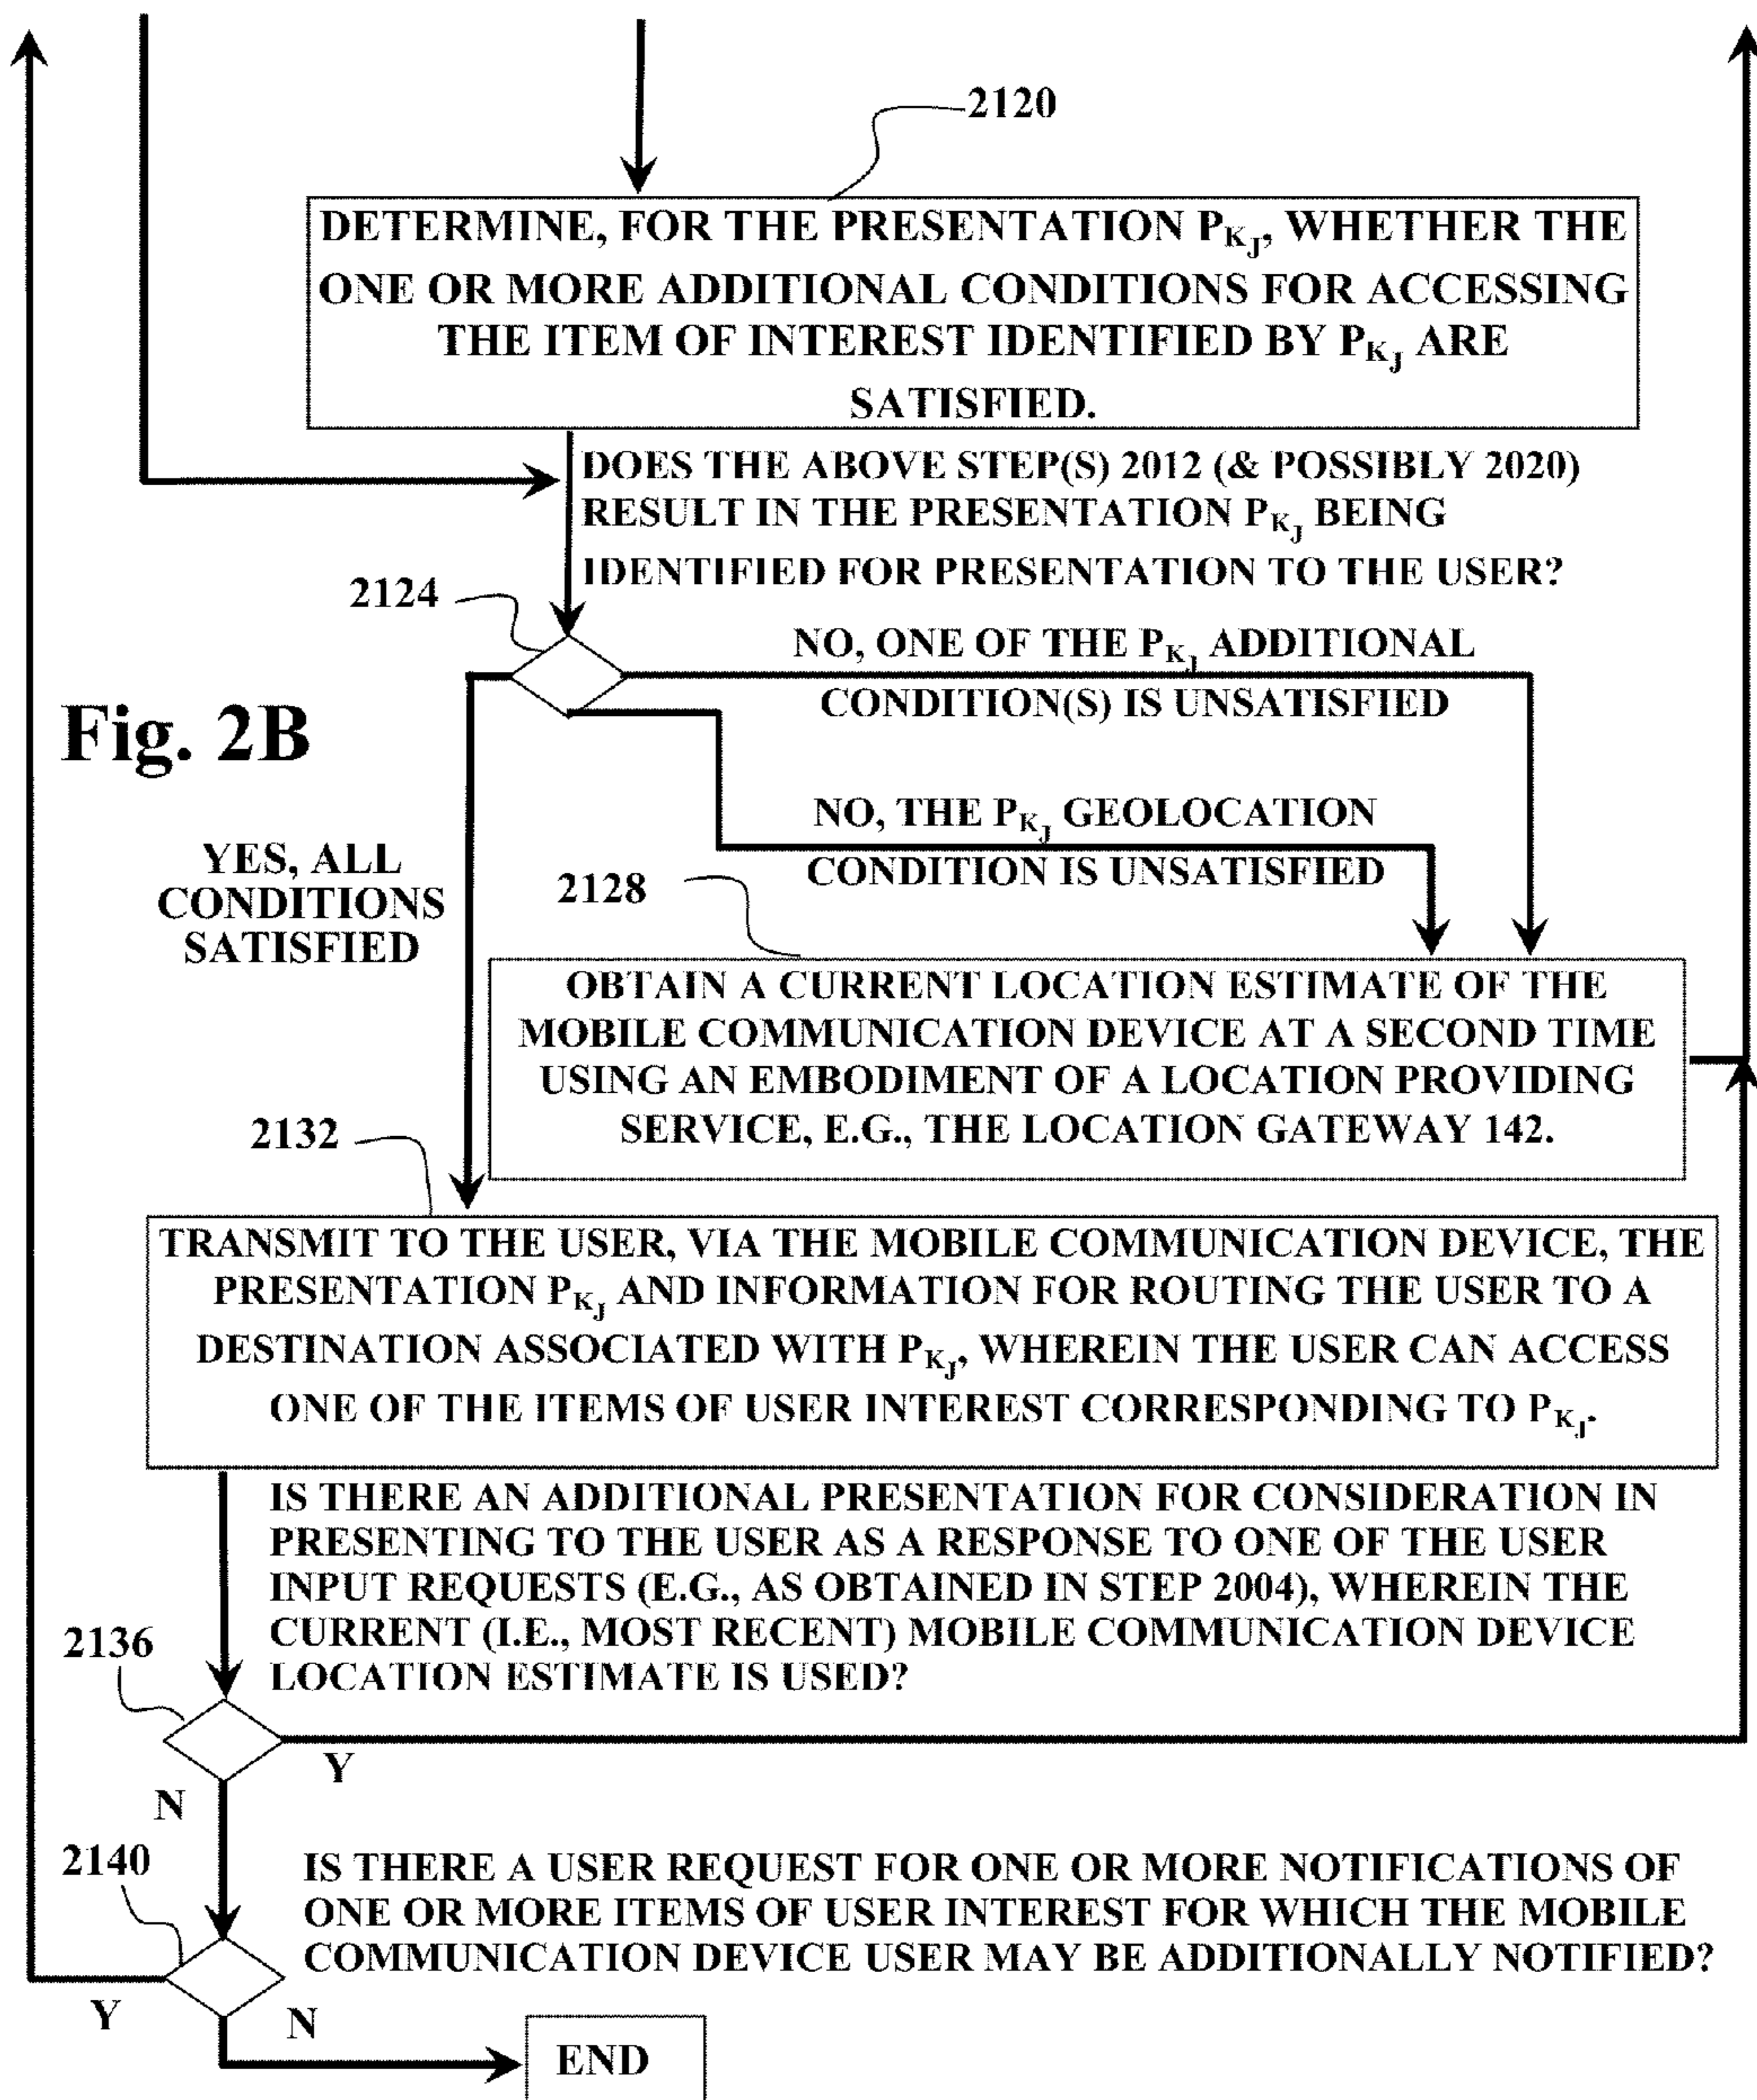 2120
DETERMINE, FOR THE PRESENTATION P_K_J, WHETHER THE
ONE OR MORE ADDITIONAL CONDITIONS FOR ACCESSING
THE ITEM OF INTEREST IDENTIFIED BY P_K_J ARE
SATISFIED.
DOES THE ABOVE STEP(S) 2012 (& POSSIBLY 2020)
RESULT IN THE PRESENTATION P_K_J BEING
IDENTIFIED FOR PRESENTATION TO THE USER?
2124
NO, ONE OF THE P_K_J ADDITIONAL
CONDITION(S) IS UNSATISFIED
Fig. 2B
NO, THE P_K_J GEOLOCATION
CONDITION IS UNSATISFIED
YES, ALL
CONDITIONS
SATISFIED
2128
OBTAIN A CURRENT LOCATION ESTIMATE OF THE
MOBILE COMMUNICATION DEVICE AT A SECOND TIME
USING AN EMBODIMENT OF A LOCATION PROVIDING
SERVICE, E.G., THE LOCATION GATEWAY 142.
2132
TRANSMIT TO THE USER, VIA THE MOBILE COMMUNICATION DEVICE, THE
PRESENTATION P_K_J AND INFORMATION FOR ROUTING THE USER TO A
DESTINATION ASSOCIATED WITH P_K_J, WHEREIN THE USER CAN ACCESS
ONE OF THE ITEMS OF USER INTEREST CORRESPONDING TO P_K_J.
IS THERE AN ADDITIONAL PRESENTATION FOR CONSIDERATION IN
PRESENTING TO THE USER AS A RESPONSE TO ONE OF THE USER
INPUT REQUESTS (E.G., AS OBTAINED IN STEP 2004), WHEREIN THE
CURRENT (I.E., MOST RECENT) MOBILE COMMUNICATION DEVICE
LOCATION ESTIMATE IS USED?
2136
Y
N
2140
IS THERE A USER REQUEST FOR ONE OR MORE NOTIFICATIONS OF
ONE OR MORE ITEMS OF USER INTEREST FOR WHICH THE MOBILE
COMMUNICATION DEVICE USER MAY BE ADDITIONALLY NOTIFIED?
Y
N
END